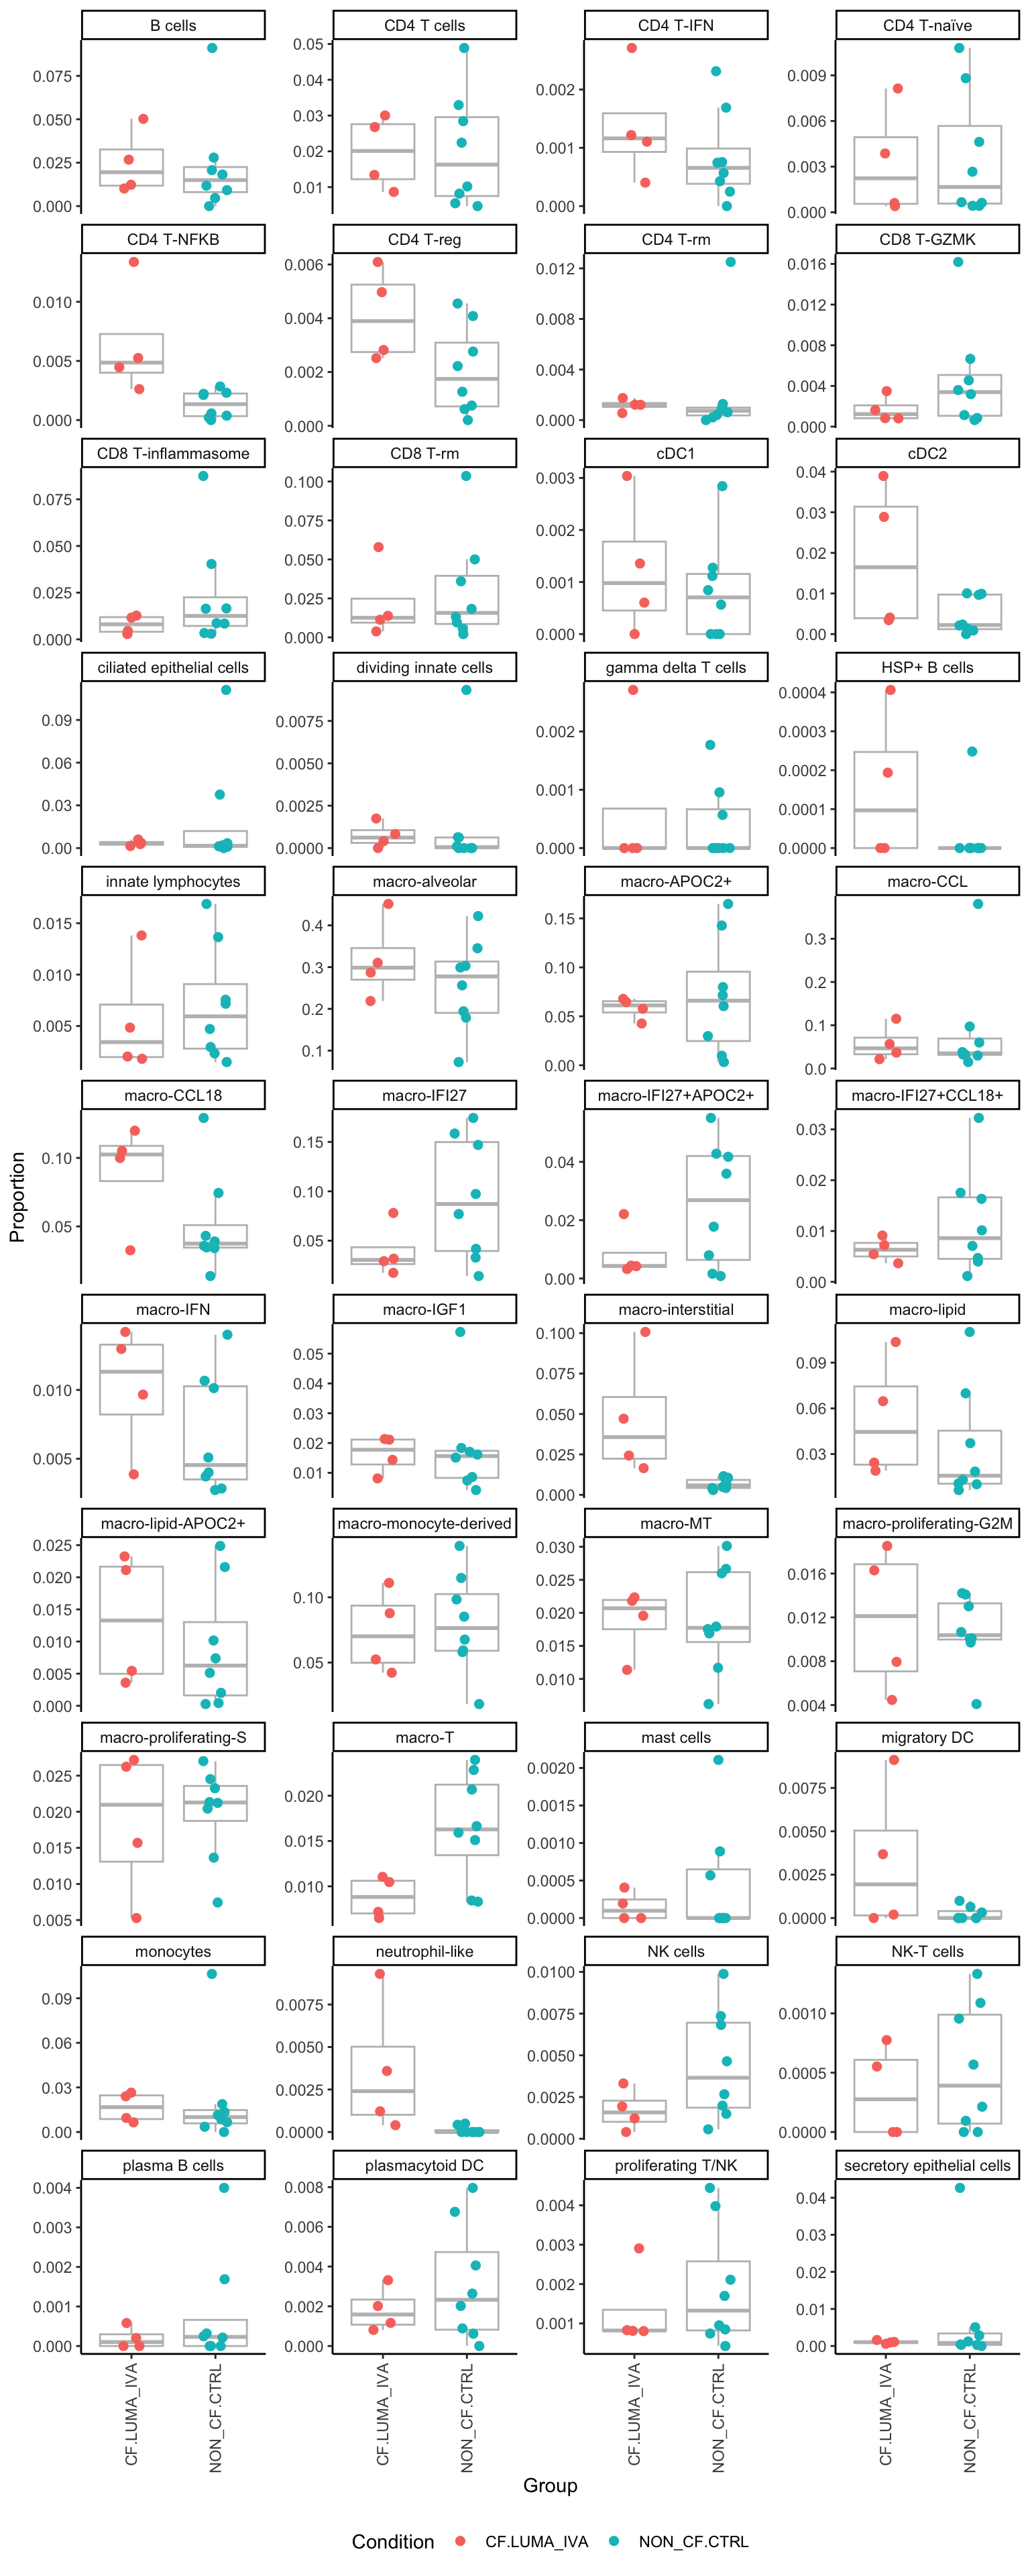 B cells CD4 T cells CD4 T-IFN CD4 T-naïve
0.075 0.050 0.025 0.000
0.05 0.04 0.03 0.02 0.01
0.002 0.001 0.000
0.009 0.006 0.003 0.000
CD4 T-NFKB CD4 T-reg CD4 T-rm CD8 T-GZMK
0.010 0.005 0.000
0.006 0.004 0.002 0.000
0.012 0.008 0.004 0.000
0.016 0.012 0.008 0.004 0.000
CD8 T-inflammasome CD8 T-rm cDC1 cDC2
0.075 0.050 0.025 0.000
0.100 0.075 0.050 0.025 0.000
0.003 0.002 0.001 0.000
0.04 0.03 0.02 0.01 0.00
ciliated epithelial cells dividing innate cells gamma delta T cells HSP+ B cells
0.09 0.06 0.03 0.00
0.0075 0.0050 0.0025 0.0000
0.002 0.001 0.000
0.0004 0.0003 0.0002 0.0001 0.0000
innate lymphocytes macro-alveolar macro-APOC2+ macro-CCL
0.015 0.010 0.005
0.4 0.3 0.2 0.1
0.15 0.10 0.05 0.00
0.3 0.2 0.1 0.0
macro-CCL18 macro-IFI27 macro-IFI27+APOC2+ macro-IFI27+CCL18+
0.10 0.05
0.15 0.10 0.05
0.04 0.02 0.00
0.03 0.02 0.01 0.00
Proportion
macro-IFN macro-IGF1 macro-interstitial macro-lipid
0.010 0.005
0.05 0.04 0.03 0.02 0.01
0.100 0.075 0.050 0.025 0.000
0.09 0.06 0.03
macro-lipid-APOC2+ macro-monocyte-derived macro-MT macro-proliferating-G2M
0.025 0.020 0.015 0.010 0.005 0.000
0.10 0.05
0.030 0.025 0.020 0.015 0.010
0.016 0.012 0.008 0.004
macro-proliferating-S macro-T mast cells migratory DC
0.025 0.020 0.015 0.010 0.005
0.020 0.015 0.010
0.0020 0.0015 0.0010 0.0005 0.0000
0.0075 0.0050 0.0025 0.0000
monocytes neutrophil-like NK cells NK-T cells
0.09 0.06 0.03 0.00
0.0075 0.0050 0.0025 0.0000
0.0100 0.0075 0.0050 0.0025 0.0000
0.0010 0.0005 0.0000
plasma B cells plasmacytoid DC proliferating T/NK secretory epithelial cells
0.004 0.003 0.002 0.001 0.000
0.008 0.006 0.004 0.002 0.000
0.004 0.003 0.002 0.001
0.04 0.03 0.02 0.01 0.00
CF.LUMA_IVA NON_CF.CTRL CF.LUMA_IVA NON_CF.CTRL CF.LUMA_IVA NON_CF.CTRL CF.LUMA_IVA NON_CF.CTRL
Group
Condition CF.LUMA_IVA NON_CF.CTRL